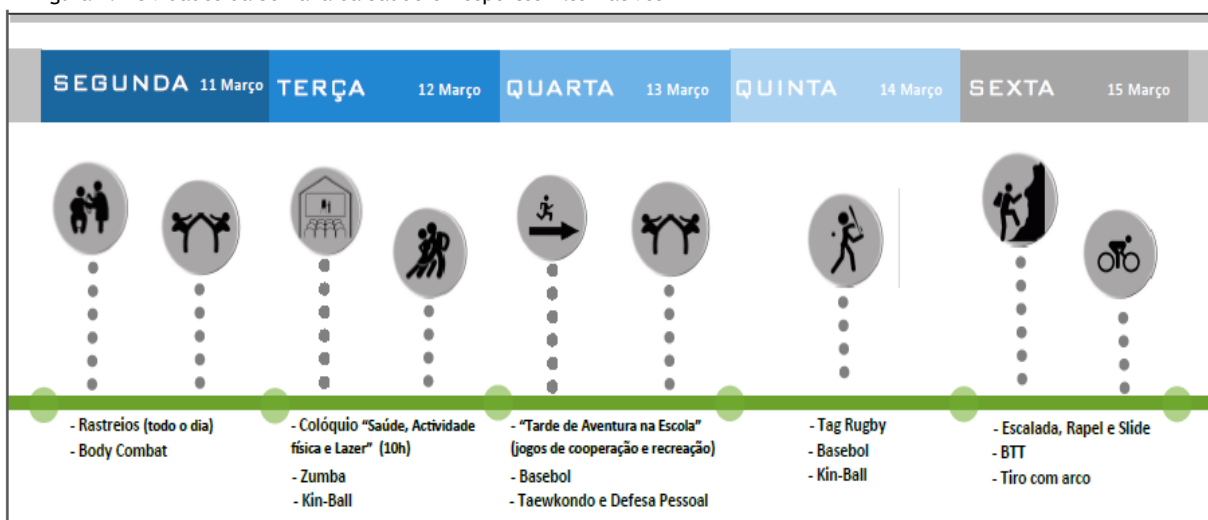 SEGUNDA 11 Março TERÇA 12 Março QUARTA 13 Março QUINTA 14 Março SEXTA 15 Março
- Rastreios (todo o dia)
- Body Combat
- Colóquio “Saúde, Actividade
física e Lazer” (10h)
- Zumba
- Kin-Ball
- “Tarde de Aventura na Escola”
(jogos de cooperação e recreação)
- Basebol
- Taewkondo e Defesa Pessoal
- Tag Rugby
- Basebol
- Kin-Ball
- Escalada, Rapel e Slide
- BTT
- Tiro com arco